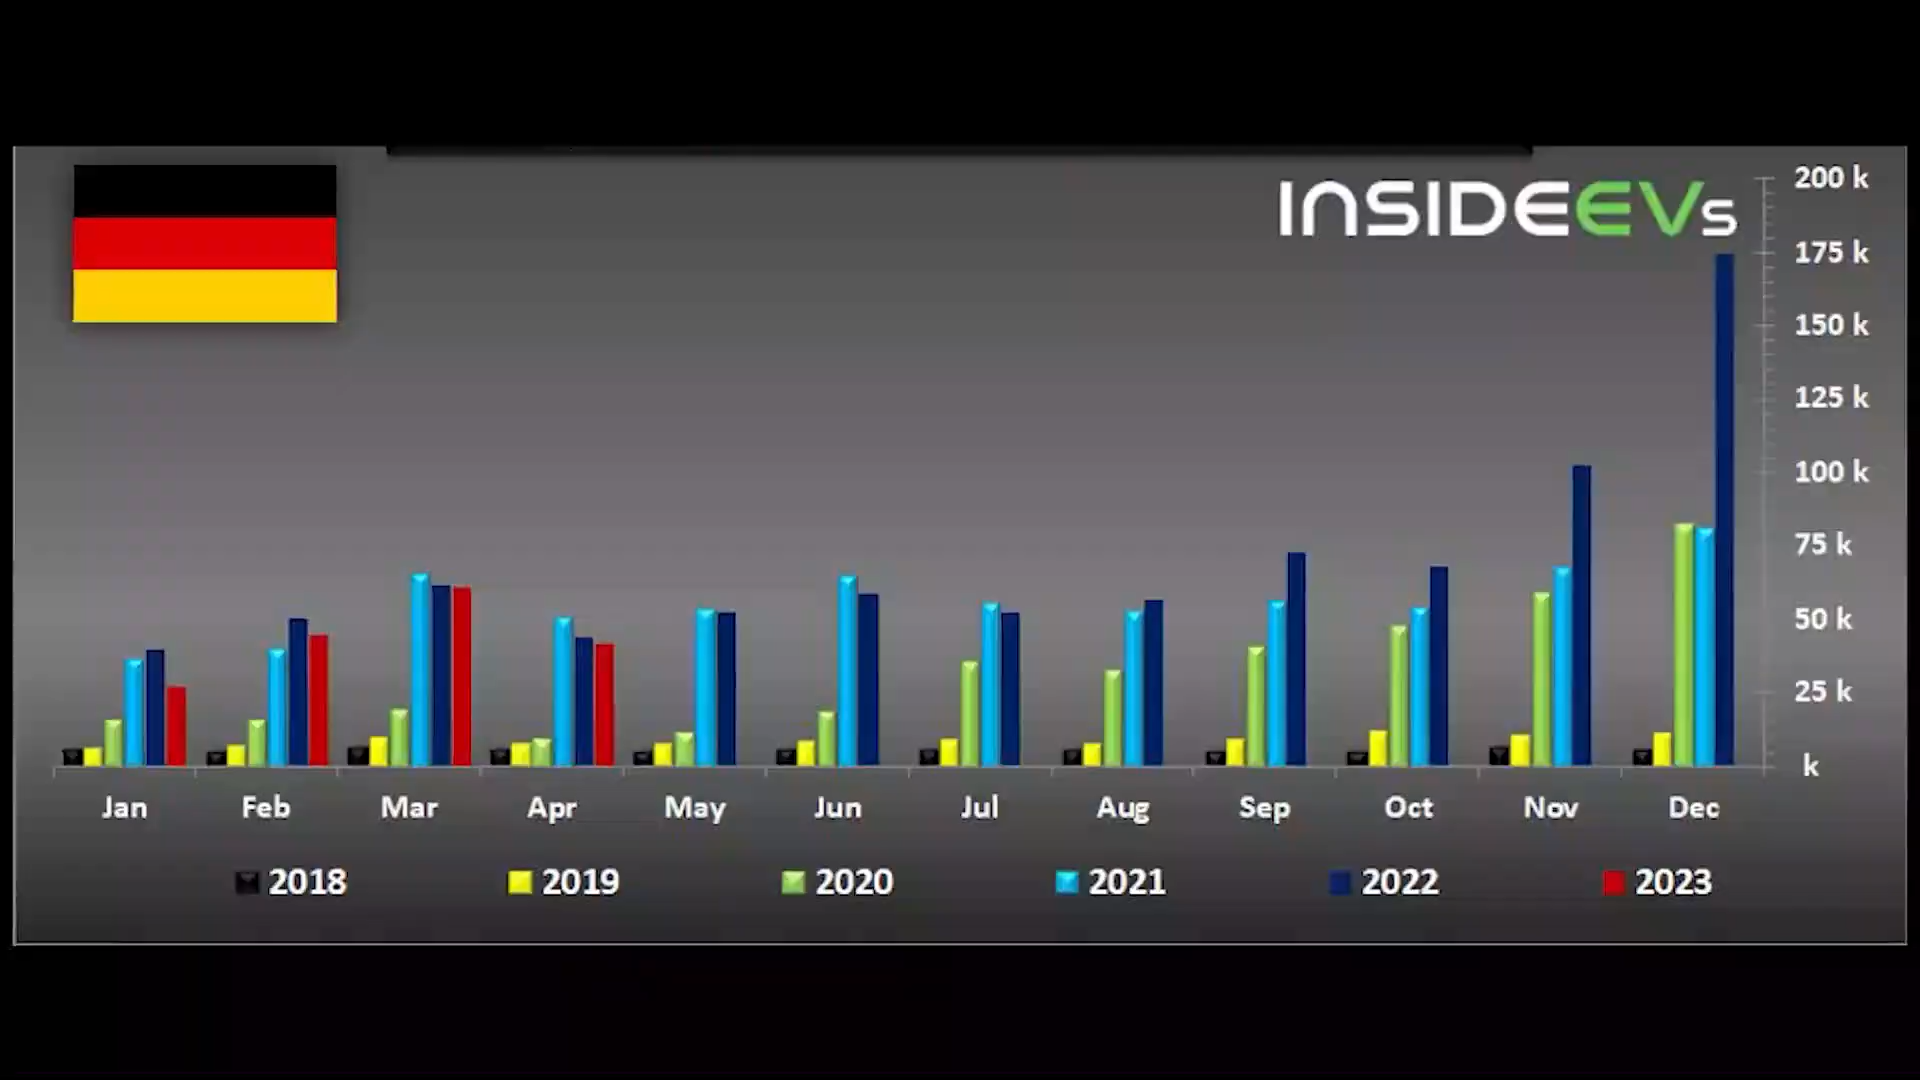 INSIDEEVs
200 k
175 k
150 k
125 k
100 k
75 k
50 k
25 k
k
Jan Feb Mar Apr May Jun Jul Aug Sep Oct Nov Dec
2018 2019 2020 2021 2022 2023